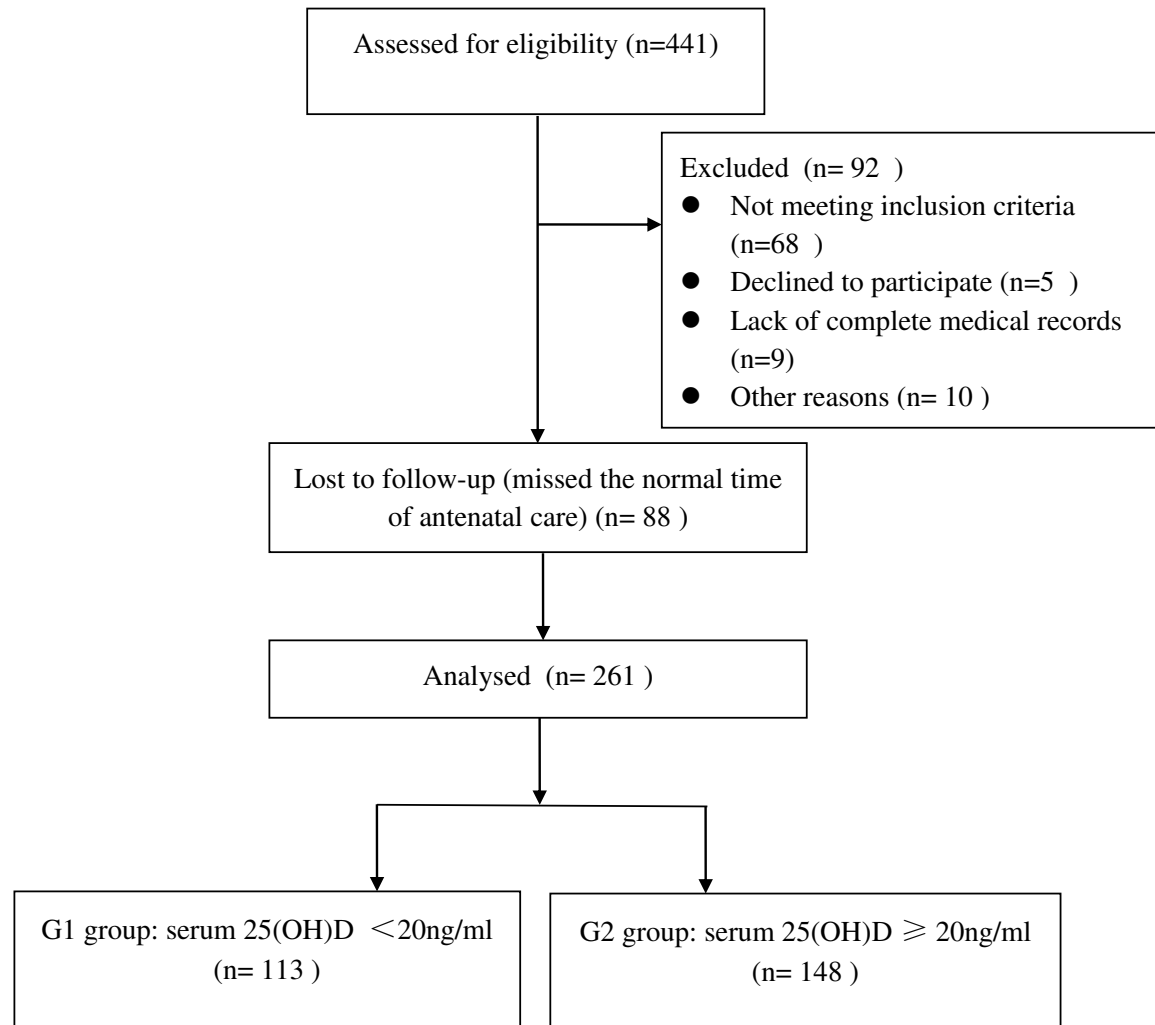 Assessed for eligibility (n=441)
Excluded (n= 92 )
● Not meeting inclusion criteria
(n=68 )
● Declined to participate (n=5 )
● Lack of complete medical records
(n=9)
● Other reasons (n= 10 )
Lost to follow-up (missed the normal time
of antenatal care) (n= 88 )
Analysed (n= 261 )
G1 group: serum 25(OH)D ＜20ng/ml
(n= 113 )
G2 group: serum 25(OH)D ≥ 20ng/ml
(n= 148 )